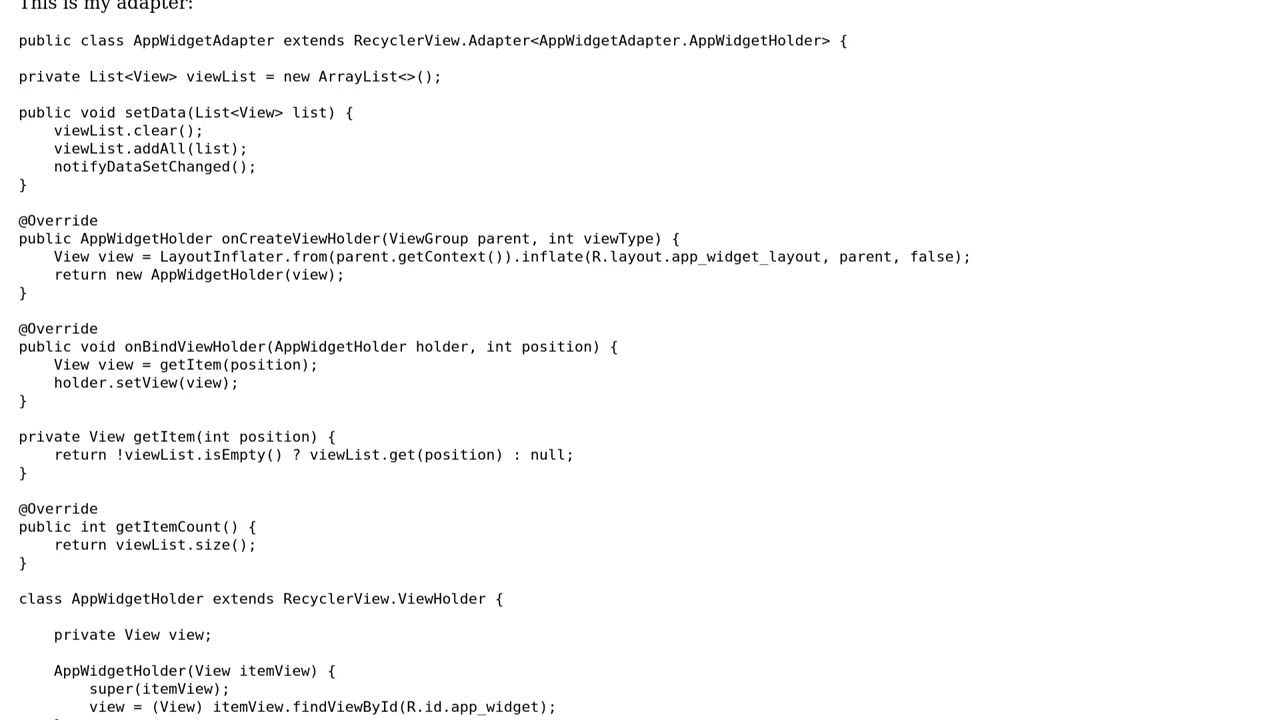 This is my adapter:
public class AppWidgetAdapter extends RecyclerView.Adapter<AppWidgetAdapter.AppWidgetHolder> {
private List<View> viewList = new ArrayList<>();
public void setData(List<View> list) {
    viewList.clear();
    viewList.addAll(list);
    notifyDataSetChanged();
}
@Override
public AppWidgetHolder onCreateViewHolder(ViewGroup parent, int viewType) {
    View view = LayoutInflater.from(parent.getContext()).inflate(R.layout.app_widget_layout, parent, false);
    return new AppWidgetHolder(view);
}
@Override
public void onBindViewHolder(AppWidgetHolder holder, int position) {
    View view = getItem(position);
    holder.setView(view);
}
private View getItem(int position) {
    return !viewList.isEmpty() ? viewList.get(position) : null;
}
@Override
public int getItemCount() {
    return viewList.size();
}
class AppWidgetHolder extends RecyclerView.ViewHolder {
    private View view;
    AppWidgetHolder(View itemView) {
        super(itemView);
        view = (View) itemView.findViewById(R.id.app_widget);